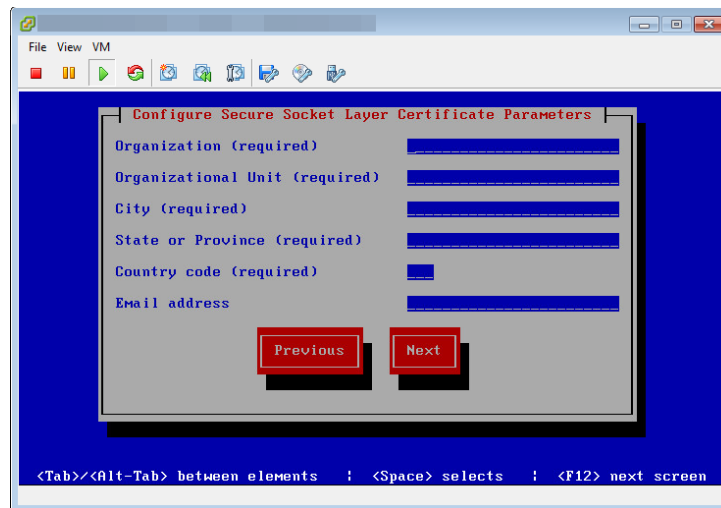 File View VM
Configure Secure Socket Layer Certificate Parameters
Organization (required)
Organizational Unit (required)
City (required)
State or Province (required)
Country code (required)
Email address
Previous Next
<Tab>/<Alt-Tab> between elements ¦ <Space> selects ¦ <F12> next screen